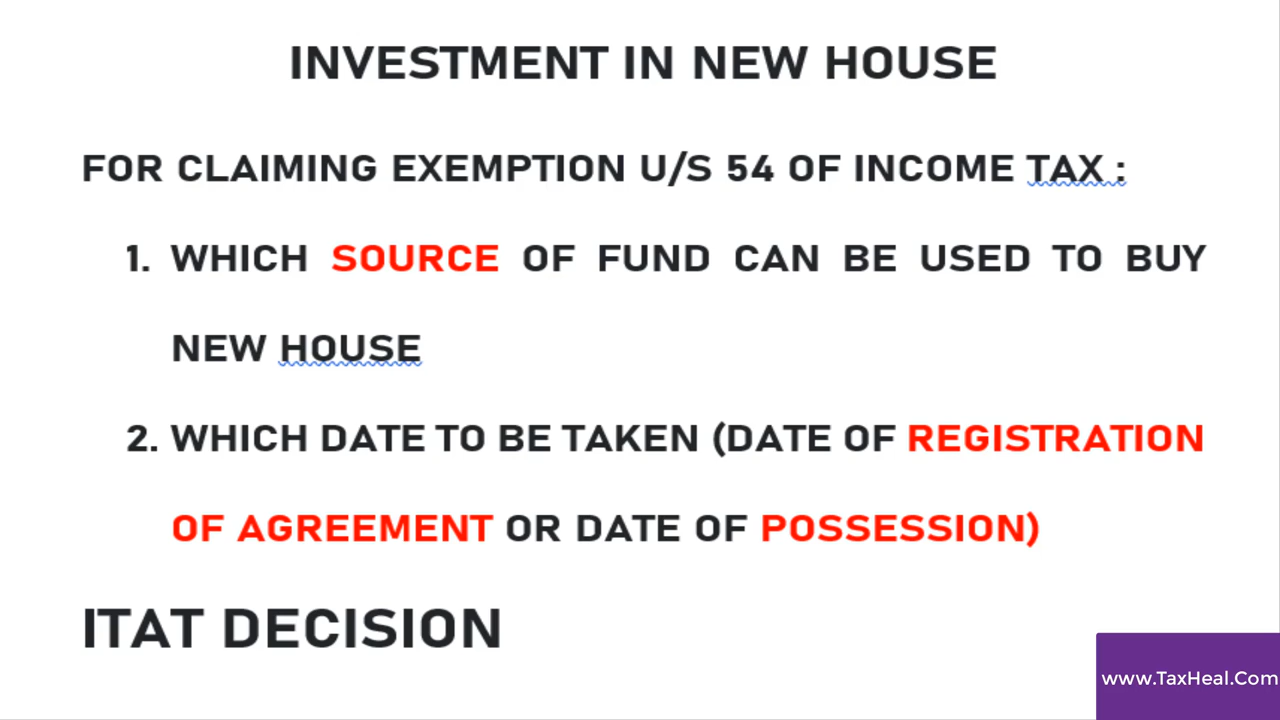 INVESTMENT IN NEW HOUSE
FOR CLAIMING EXEMPTION U/S 54 OF INCOME TAX :
1. WHICH SOURCE OF FUND CAN BE USED TO BUY
NEW HOUSE
2. WHICH DATE TO BE TAKEN (DATE OF REGISTRATION
OF AGREEMENT OR DATE OF POSSESSION)
ITAT DECISION
www.TaxHeal.Com